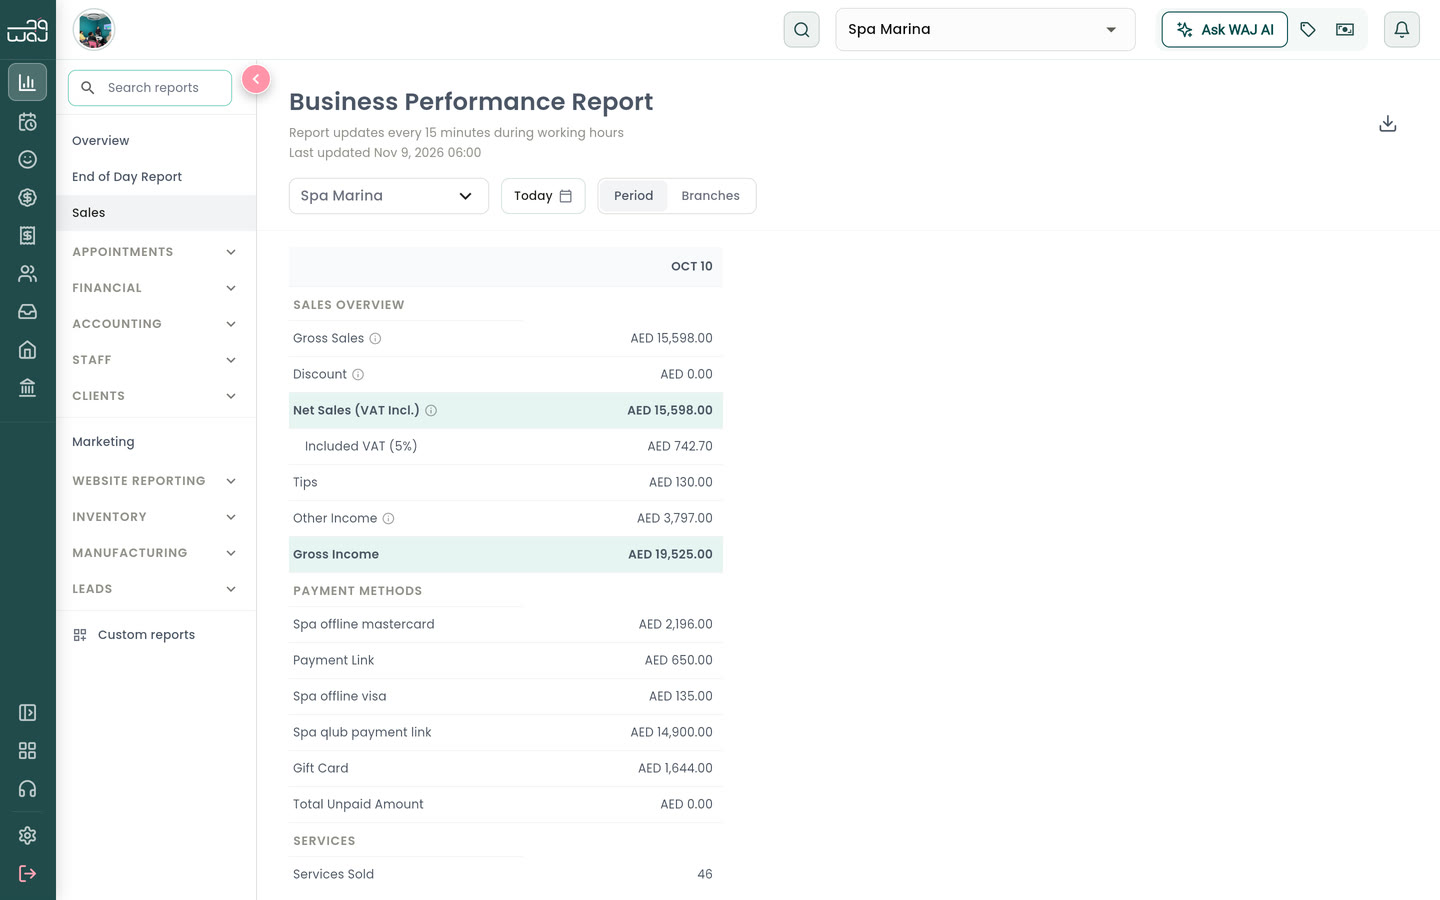 waj
Spa Marina
Ask WAJ AI
Search reports
Overview
End of Day Report
Sales
APPOINTMENTS
FINANCIAL
ACCOUNTING
STAFF
CLIENTS
Marketing
WEBSITE REPORTING
INVENTORY
MANUFACTURING
LEADS
Custom reports
Business Performance Report
Report updates every 15 minutes during working hours
Last updated Nov 9, 2026 06:00
Spa Marina
Today
Period
Branches
OCT 10
SALES OVERVIEW
Gross Sales AED 15,598.00
Discount AED 0.00
Net Sales (VAT Incl.) AED 15,598.00
Included VAT (5%) AED 742.70
Tips AED 130.00
Other Income AED 3,797.00
Gross Income AED 19,525.00
PAYMENT METHODS
Spa offline mastercard AED 2,196.00
Payment Link AED 650.00
Spa offline visa AED 135.00
Spa qlub payment link AED 14,900.00
Gift Card AED 1,644.00
Total Unpaid Amount AED 0.00
SERVICES
Services Sold 46